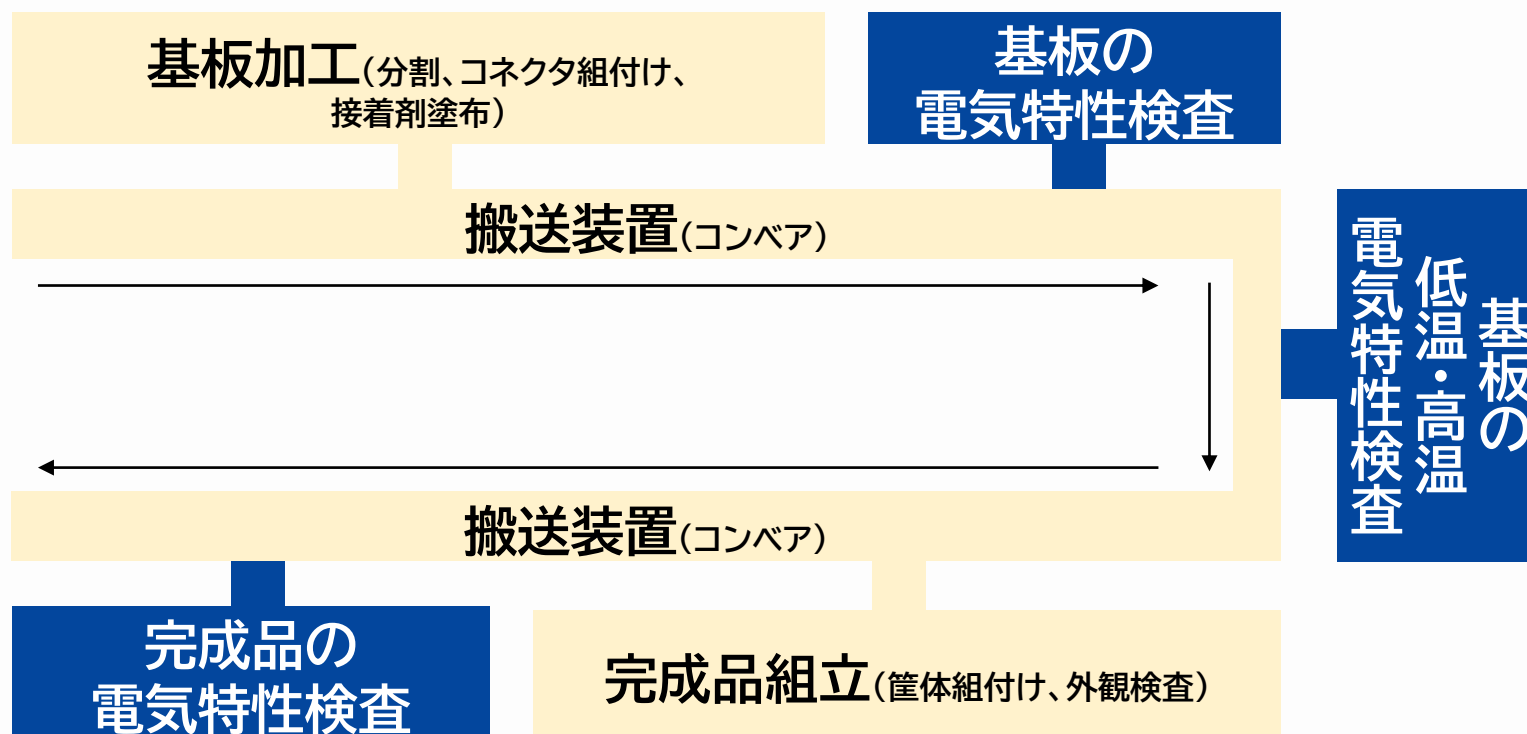 基板加工(分割、コネクタ組付け、
接着剤塗布)
基板の
電気特性検査
搬送装置(コンベア)
基板の
低温・高温
電気特性検査
搬送装置(コンベア)
完成品の
電気特性検査
完成品組立(筐体組付け、外観検査)